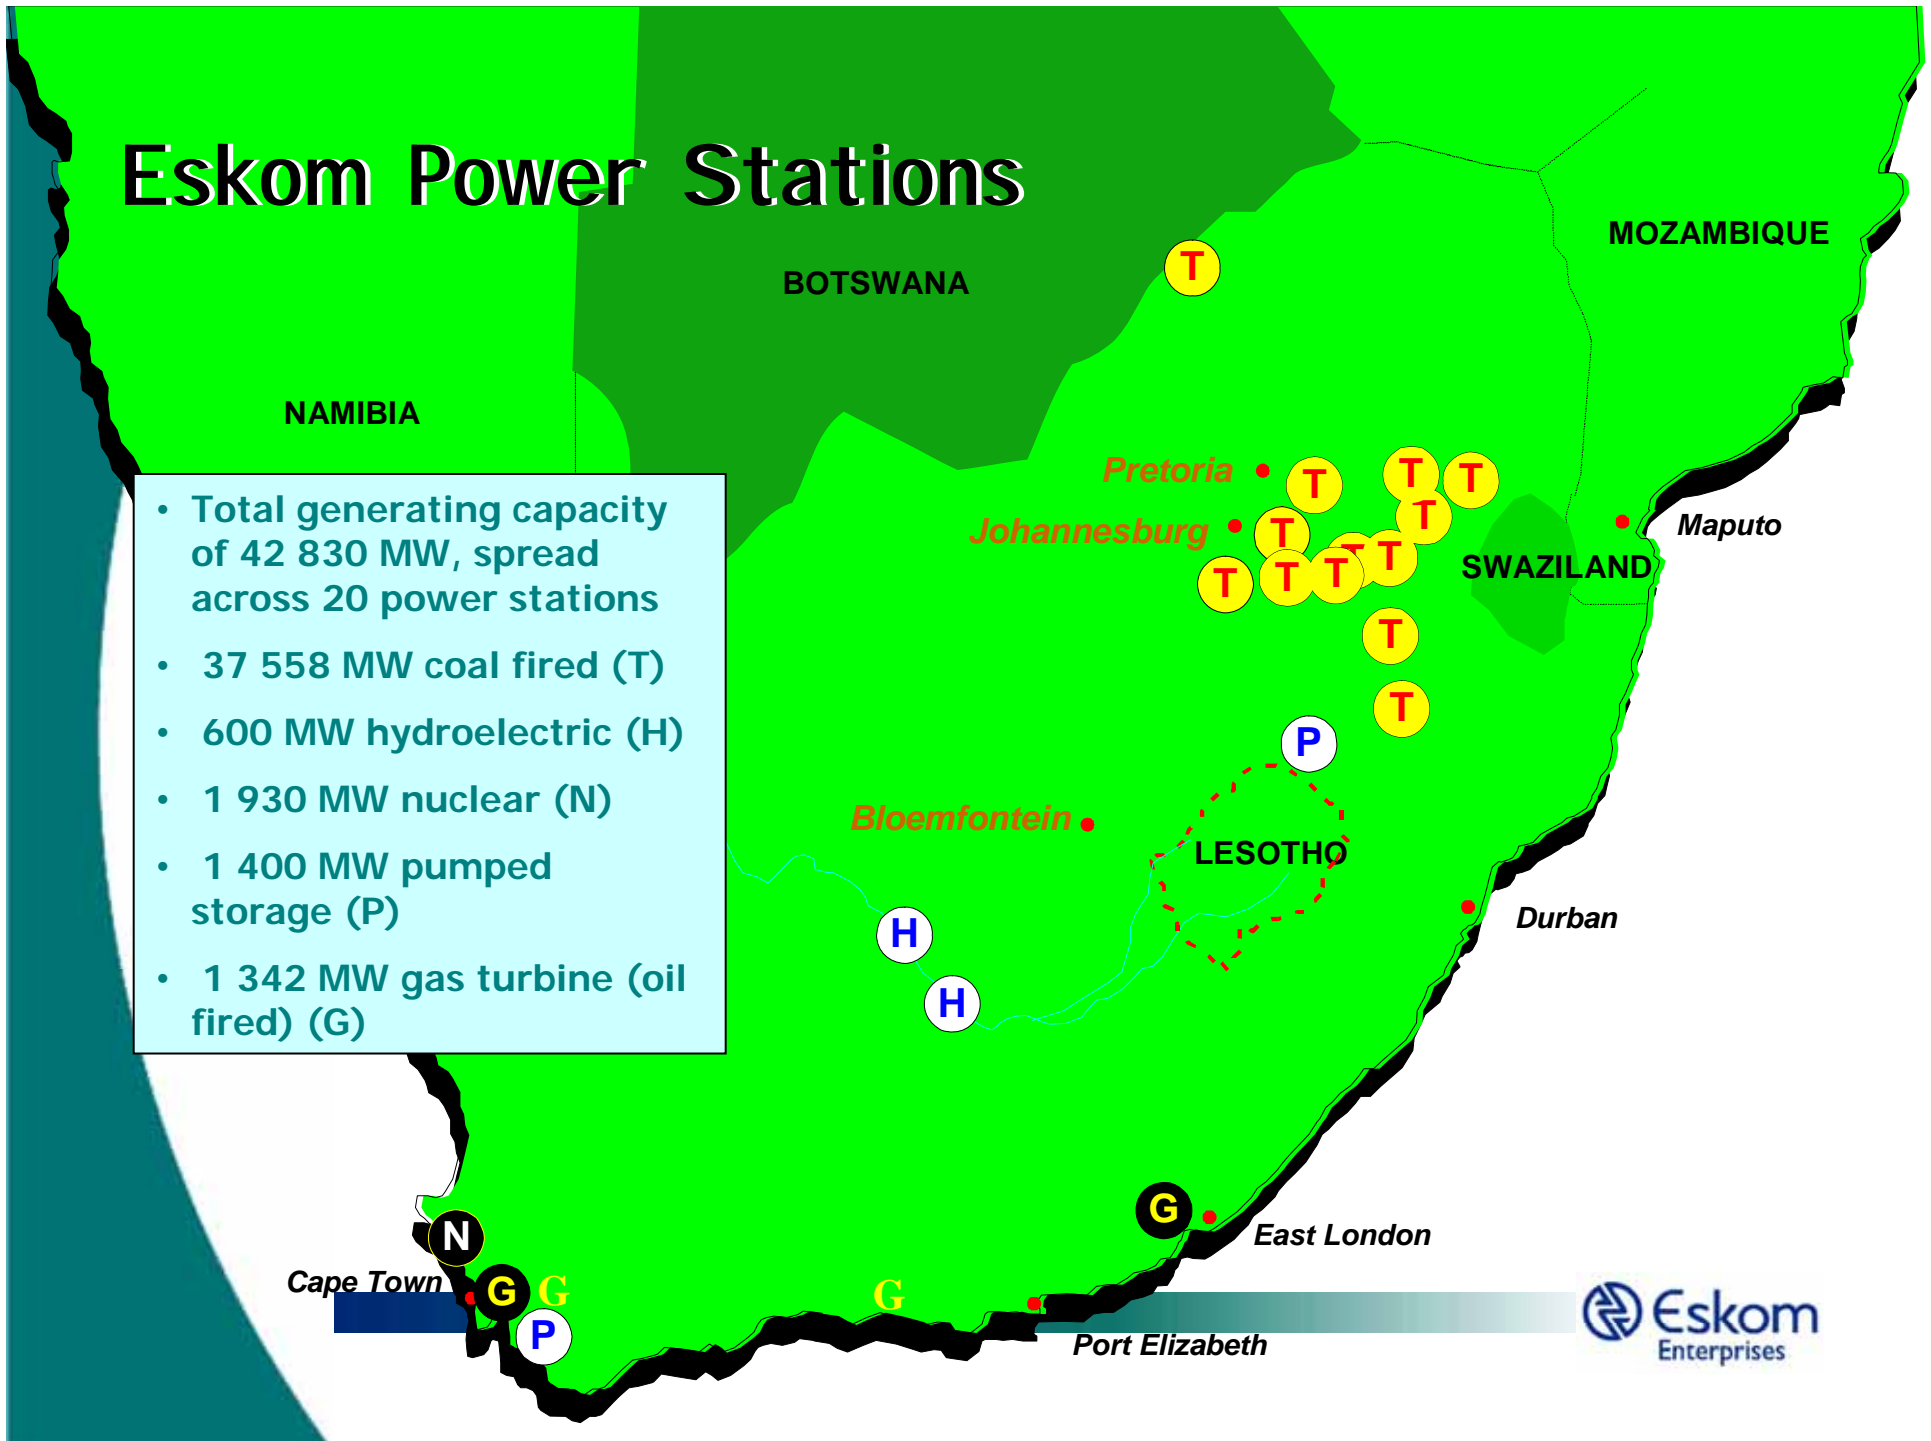 Eskom Power Stations
MOZAMBIQUE
T
BOTSWANA
NAMIBIA
• Total generating capacity
of 42 830 MW, spread
across 20 power stations
• 37 558 MW coal fired (T)
• 600 MW hydroelectric (H)
• 1 930 MW nuclear (N)
• 1 400 MW pumped
storage (P)
• 1 342 MW gas turbine (oil
fired) (G)
Pretoria
T
T
T
T
Johannesburg
T
Maputo
T
T
T
T
T
SWAZILAND
T
T
P
Bloemfontein
LESOTHO
H
Durban
H
G
N
East London
Cape Town
G
G
G
P
Port Elizabeth
Eskom
Enterprises